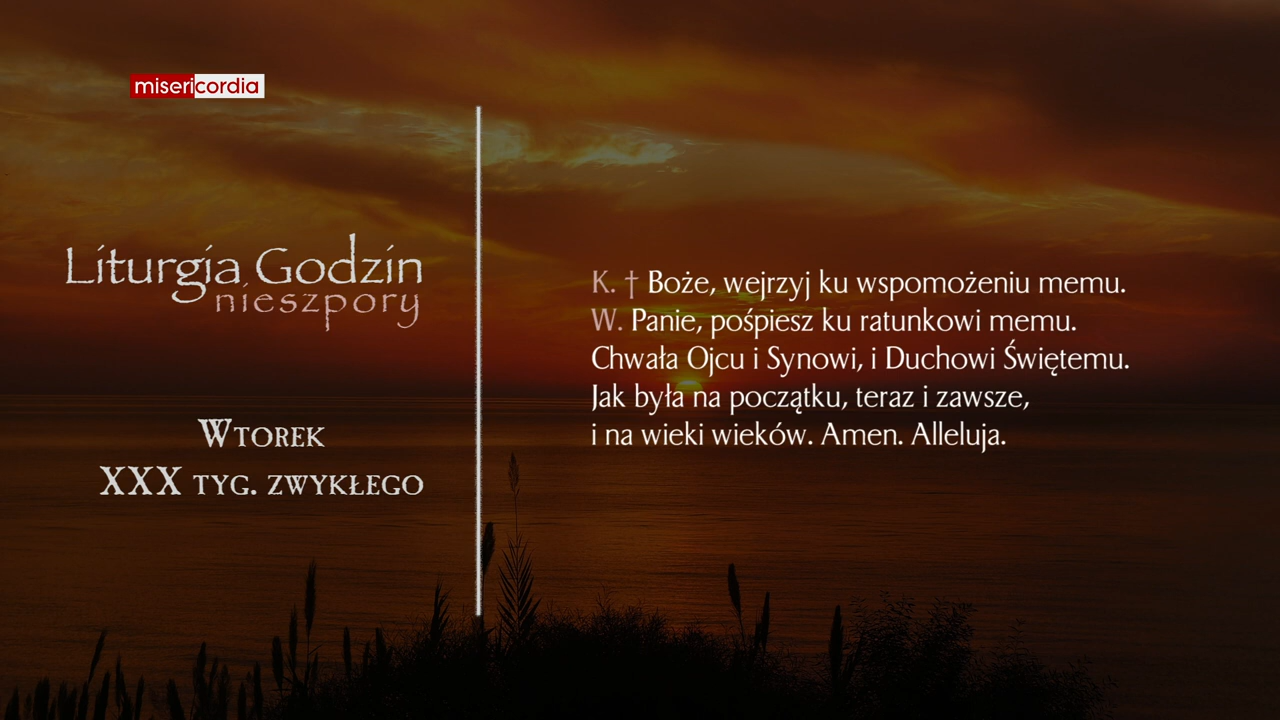 misericordia
Liturgia Godzin
nieszpory
Wtorek
XXX tyg. zwykłego
K. † Boże, wejrzyj ku wspomożeniu memu.
W. Panie, pośpiesz ku ratunkowi memu.
Chwała Ojcu i Synowi, i Duchowi Świętemu.
Jak była na początku, teraz i zawsze,
i na wieki wieków. Amen. Alleluja.